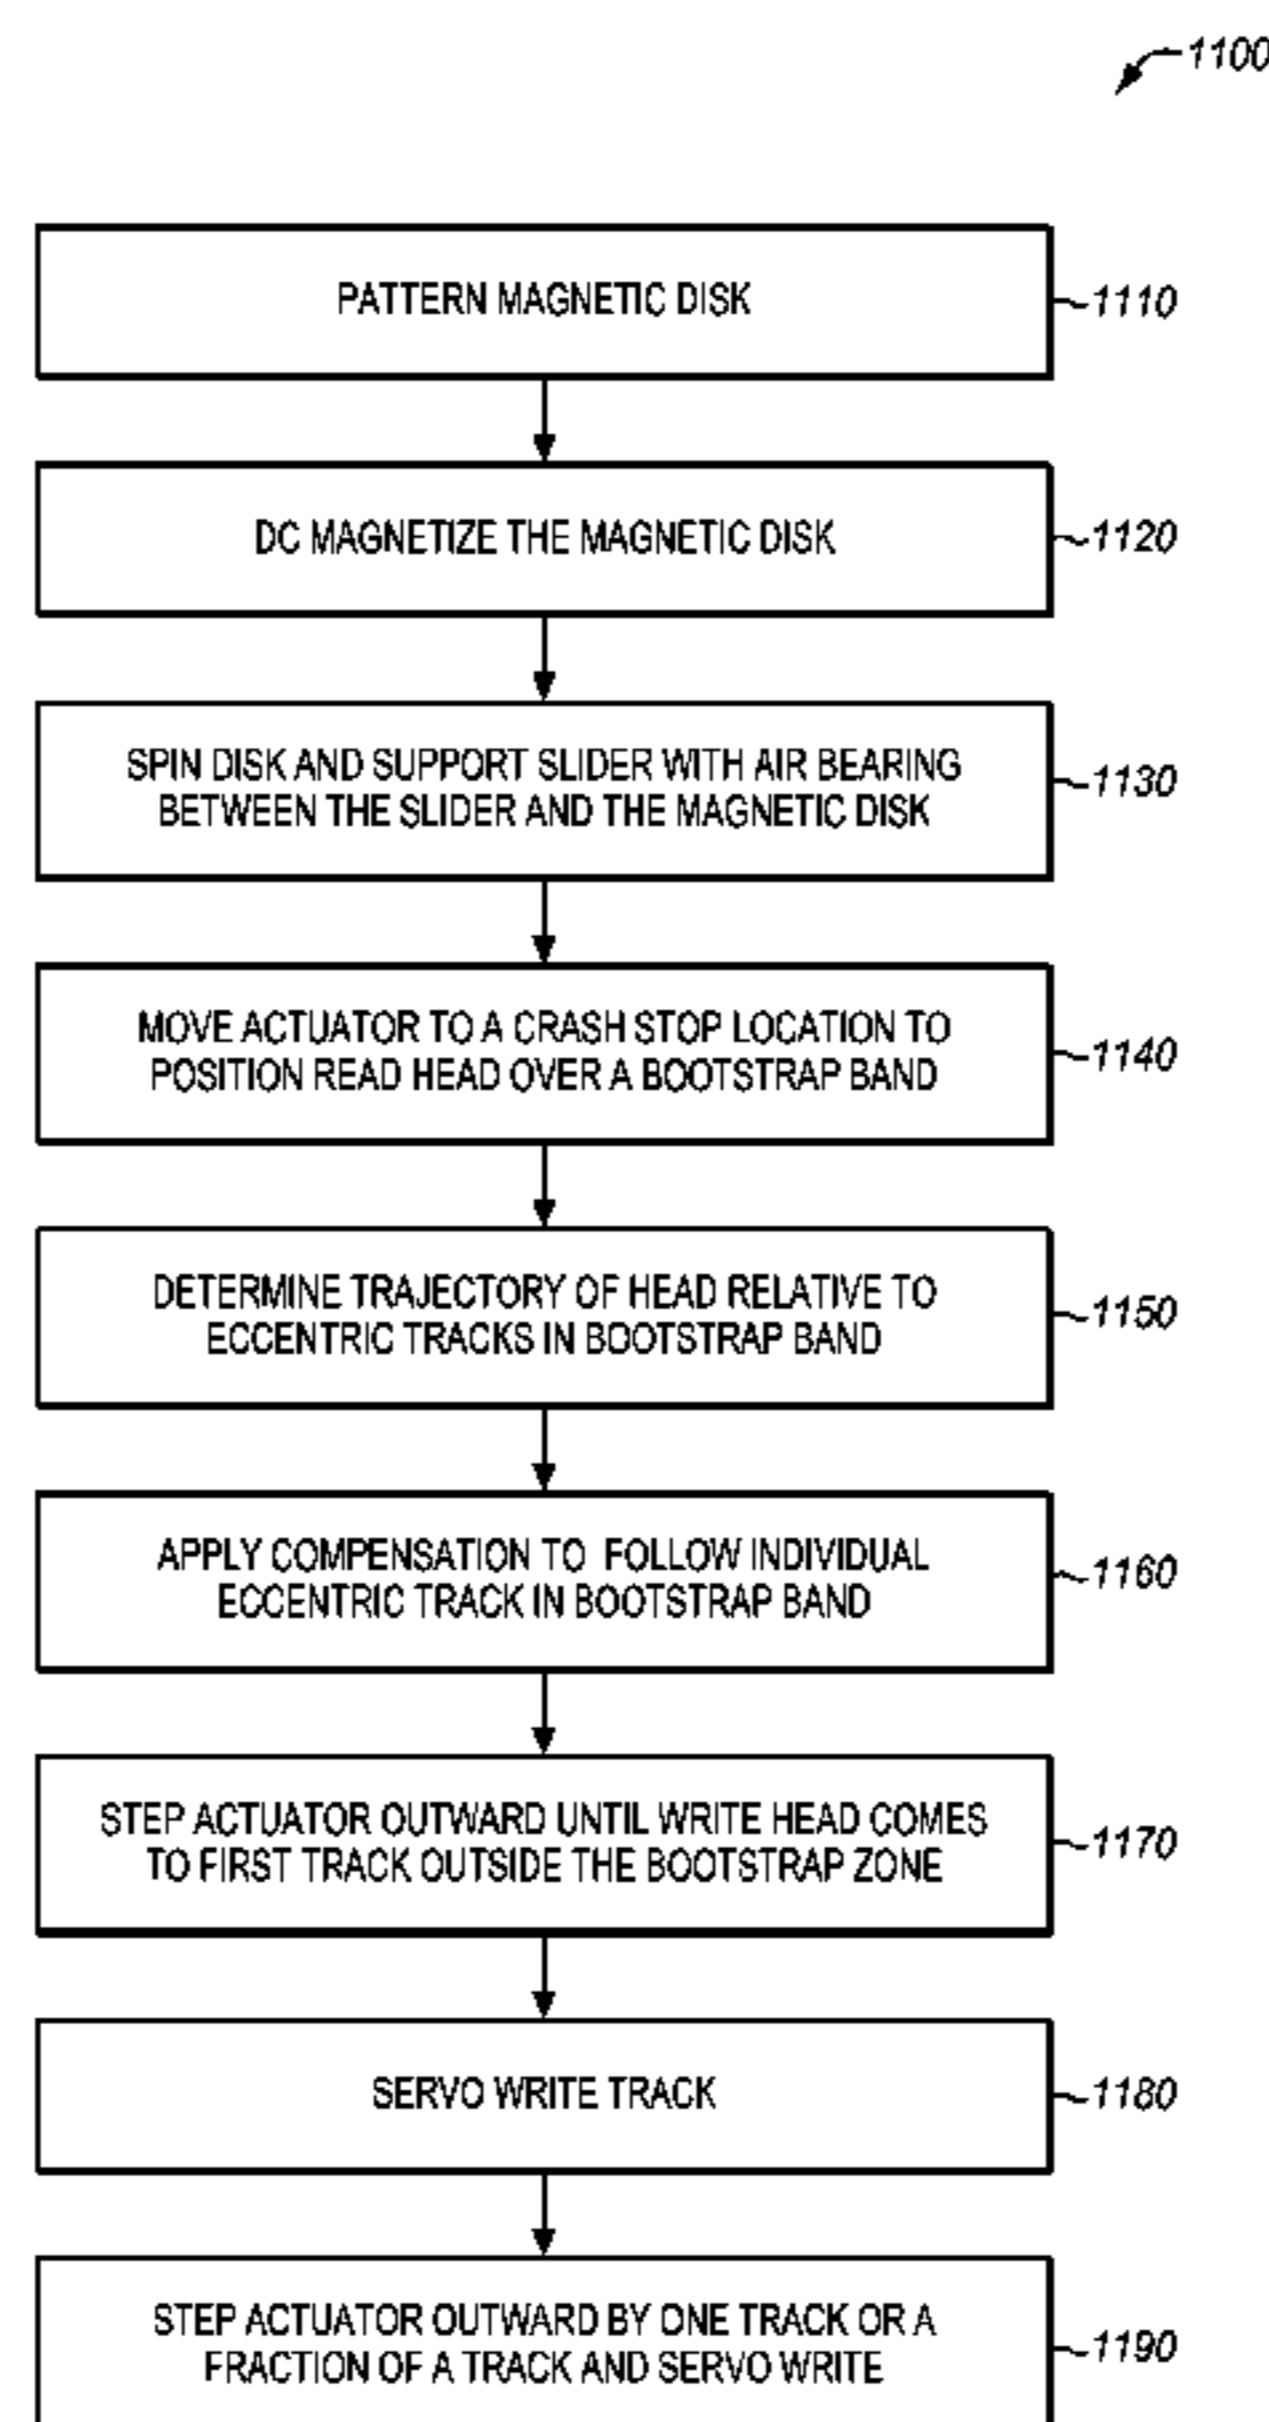 1100
PATTERN MAGNETIC DISK
1110
DC MAGNETIZE THE MAGNETIC DISK
1120
SPIN DISK AND SUPPORT SLIDER WITH AIR BEARING
BETWEEN THE SLIDER AND THE MAGNETIC DISK
1130
MOVE ACTUATOR TO A CRASH STOP LOCATION TO
POSITION READ HEAD OVER A BOOTSTRAP BAND
1140
DETERMINE TRAJECTORY OF HEAD RELATIVE TO
ECCENTRIC TRACKS IN BOOTSTRAP BAND
1150
APPLY COMPENSATION TO FOLLOW INDIVIDUAL
ECCENTRIC TRACK IN BOOTSTRAP BAND
1160
STEP ACTUATOR OUTWARD UNTIL WRITE HEAD COMES
TO FIRST TRACK OUTSIDE THE BOOTSTRAP ZONE
1170
SERVO WRITE TRACK
1180
STEP ACTUATOR OUTWARD BY ONE TRACK OR A
FRACTION OF A TRACK AND SERVO WRITE
1190